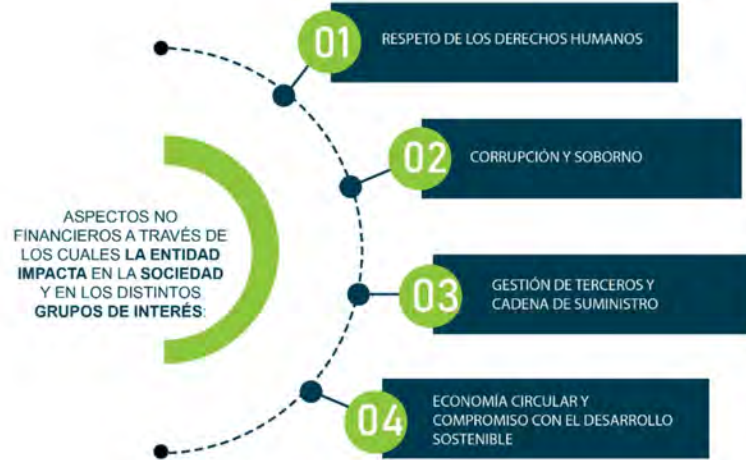 ASPECTOS NO
FINANCIEROS A TRAVÉS DE
LOS CUALES LA ENTIDAD
IMPACTA EN LA SOCIEDAD
Y EN LOS DISTINTOS
GRUPOS DE INTERÉS:
01
RESPETO DE LOS DERECHOS HUMANOS
02
CORRUPCIÓN Y SOBORNO
03
GESTIÓN DE TERCEROS Y
CADENA DE SUMINISTRO
04
ECONOMÍA CIRCULAR Y
COMPROMISO CON EL DESARROLLO
SOSTENIBLE